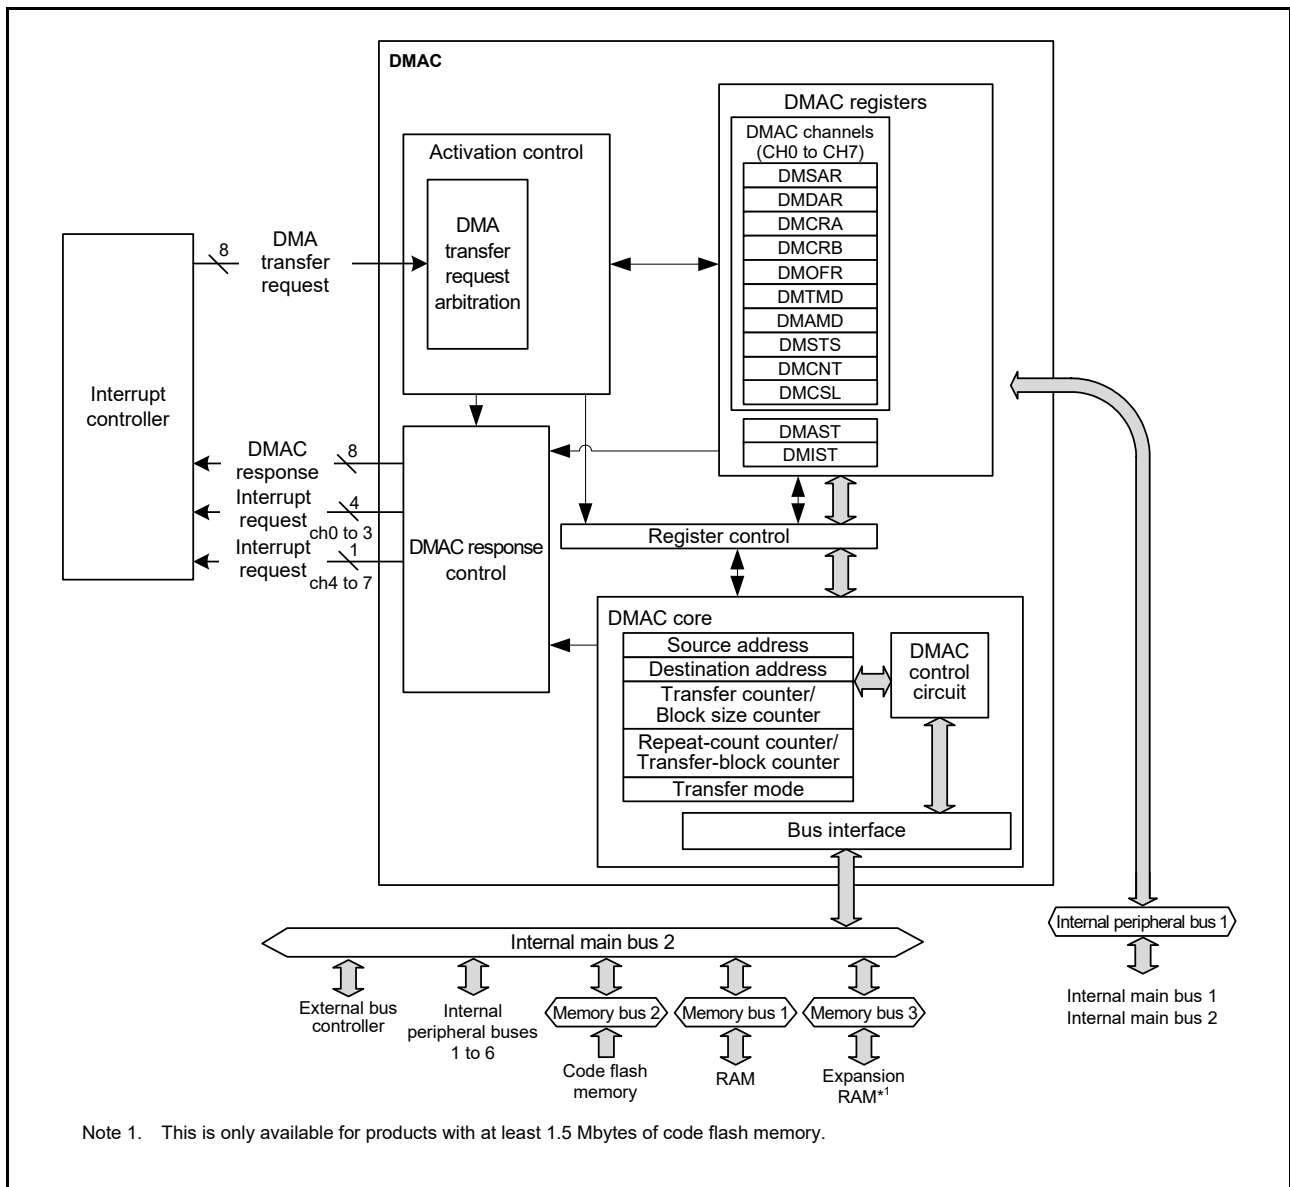 DMAC
DMAC registers
DMAC channels
(CH0 to CH7)
DMSAR
DMDAR
DMCRA
DMCRB
DMOFR
DMTMD
DMAMD
DMSTS
DMCNT
DMCSL
DMAST
DMIST
Activation control
DMA
transfer
request
arbitration
8
DMA
transfer
request
Interrupt
controller
DMAC
response
8
Interrupt
request
4
ch0 to 3
Interrupt
request
1
ch4 to 7
DMAC response
control
Register control
DMAC core
Source address
Destination address
Transfer counter/
Block size counter
Repeat-count counter/
Transfer-block counter
Transfer mode
DMAC
control
circuit
Bus interface
Internal main bus 2
Internal peripheral bus 1
Internal main bus 1
Internal main bus 2
External bus
controller
Internal
peripheral buses
1 to 6
Memory bus 2
Memory bus 1
Memory bus 3
Code flash
memory
RAM
Expansion
RAM*1
Note 1. This is only available for products with at least 1.5 Mbytes of code flash memory.